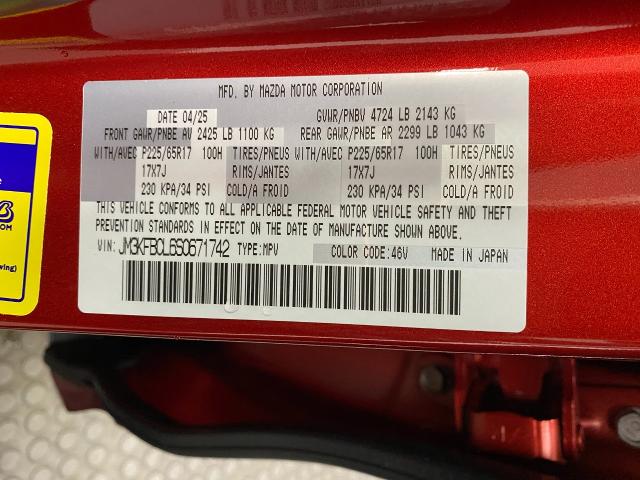 MFD. BY MAZDA MOTOR CORPORATION
DATE 04/25 GVWR/PNBV 4724 LB 2143 KG
FRONT GAWR/PNBE AV 2425 LB 1100 KG REAR GAWR/PNBE AR 2299 LB 1043 KG
WITH/AVEC P225/65R17 100H TIRES/PNEUS WITH/AVEC P225/65R17 100H TIRES/PNEUS
17X7J RIMS/JANTES 17X7J RIMS/JANTES
230 KPA/34 PSI COLD/A FROID 230 KPA/34 PSI COLD/A FROID
THIS VEHICLE CONFORMS TO ALL APPLICABLE FEDERAL MOTOR VEHICLE SAFETY AND THEFT
PREVENTION STANDARDS IN EFFECT ON THE DATE OF MANUFACTURE SHOWN ABOVE.
VIN: JM3KFBCL6S0671742 TYPE:MPV COLOR CODE:46V MADE IN JAPAN